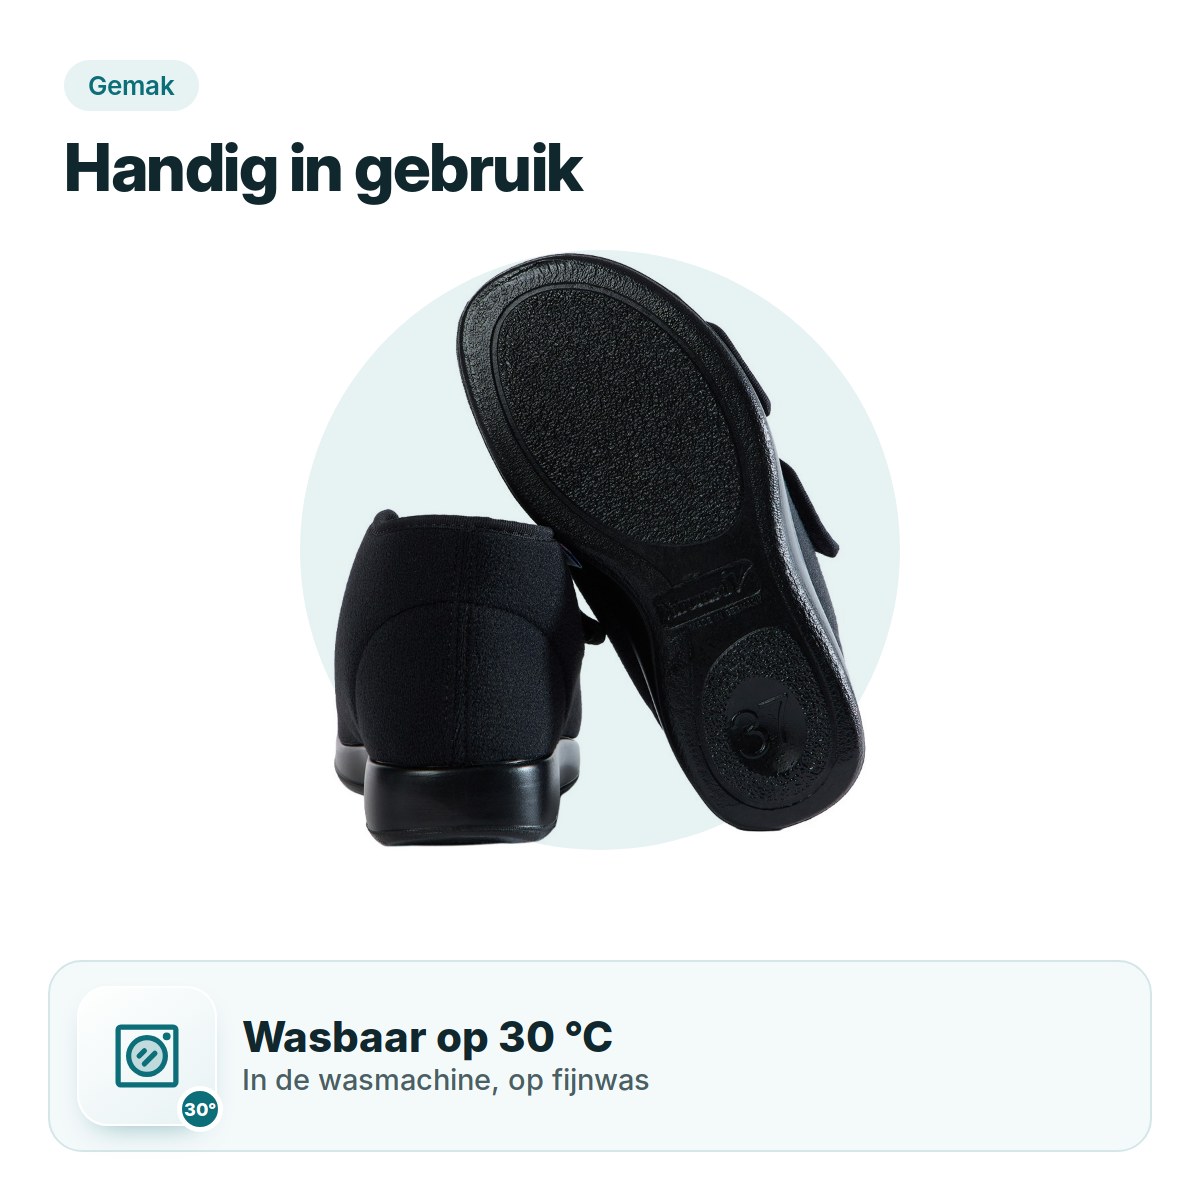 Gemak
Handig in gebruik
37
Wasbaar op 30 °C
In de wasmachine, op fijnwas
30°